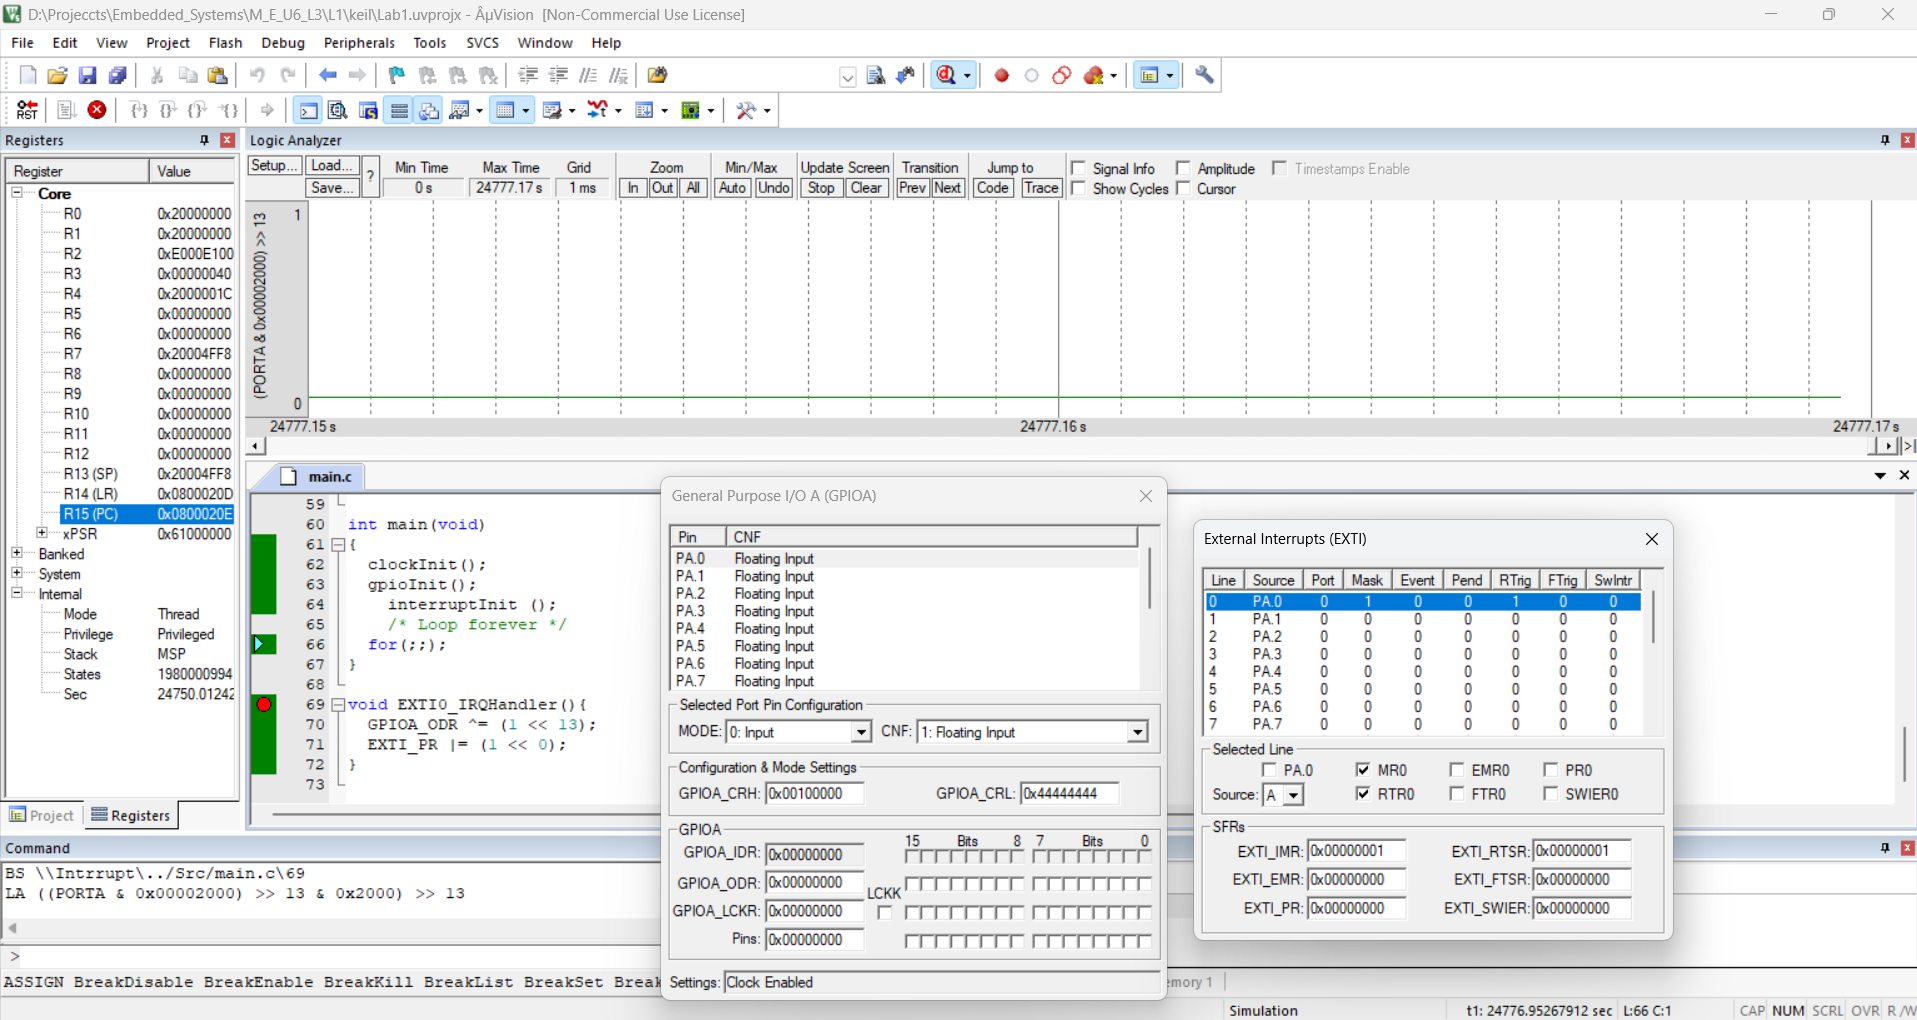 D:\Projeccts\Embedded_Systems\M_E_U6_L3\L1\keil\Lab1.uvprojx - ÂµVision [Non-Commercial Use License]
File Edit View Project Flash Debug Peripherals Tools SVCS Window Help
RST
Registers
Register Value
Core
R0 0x20000000
R1 0x20000000
R2 0xE000E100
R3 0x00000040
R4 0x2000001C
R5 0x00000000
R6 0x00000000
R7 0x20004FF8
R8 0x00000000
R9 0x00000000
R10 0x00000000
R11 0x00000000
R12 0x00000000
R13 (SP) 0x20004FF8
R14 (LR) 0x0800020D
R15 (PC) 0x0800020E
xPSR 0x61000000
Banked
System
Internal
Mode Thread
Privilege Privileged
Stack MSP
States 1980000994
Sec 24750.01242
Project Registers
Logic Analyzer
Setup... Load... Save... ?
Min Time Max Time Grid Zoom Min/Max Update Screen Transition Jump to Signal Info Amplitude Timestamps Enable
0 s 24777.17 s 1 ms In Out All Auto Undo Stop Clear Prev Next Code Trace Show Cycles Cursor
(PORTA & 0x00002000) >> 13
1
0
24777.15 s 24777.16 s 24777.17 s
main.c
59
60 int main(void)
61 {
62 clockInit();
63 gpioInit();
64 interruptInit ();
65 /* Loop forever */
66 for(;;);
67 }
68
69 void EXTI0_IRQHandler(){
70 GPIOA_ODR ^= (1 << 13);
71 EXTI_PR |= (1 << 0);
72 }
73
General Purpose I/O A (GPIOA)
Pin CNF
PA.0 Floating Input
PA.1 Floating Input
PA.2 Floating Input
PA.3 Floating Input
PA.4 Floating Input
PA.5 Floating Input
PA.6 Floating Input
PA.7 Floating Input
Selected Port Pin Configuration
MODE: 0: Input CNF: 1: Floating Input
Configuration & Mode Settings
GPIOA_CRH: 0x00100000 GPIOA_CRL: 0x44444444
GPIOA
15 Bits 8 7 Bits 0
GPIOA_IDR: 0x00000000
GPIOA_ODR: 0x00000000
LCKK
GPIOA_LCKR: 0x00000000
Pins: 0x00000000
Settings: Clock Enabled
External Interrupts (EXTI)
Line Source Port Mask Event Pend RTrig FTrig SwIntr
0 PA.0 0 1 0 0 1 0 0
1 PA.1 0 0 0 0 0 0 0
2 PA.2 0 0 0 0 0 0 0
3 PA.3 0 0 0 0 0 0 0
4 PA.4 0 0 0 0 0 0 0
5 PA.5 0 0 0 0 0 0 0
6 PA.6 0 0 0 0 0 0 0
7 PA.7 0 0 0 0 0 0 0
Selected Line
PA.0 MR0 EMR0 PR0
Source: A RTR0 FTR0 SWIER0
SFRs
EXTI_IMR: 0x00000001 EXTI_RTSR: 0x00000001
EXTI_EMR: 0x00000000 EXTI_FTSR: 0x00000000
EXTI_PR: 0x00000000 EXTI_SWIER: 0x00000000
Command
BS \\Intrrupt\../Src/main.c\69
LA ((PORTA & 0x00002000) >> 13 & 0x2000) >> 13
>
ASSIGN BreakDisable BreakEnable BreakKill BreakList BreakSet Break
emory 1
Simulation t1: 24776.95267912 sec L:66 C:1 CAP NUM SCRL OVR R/W